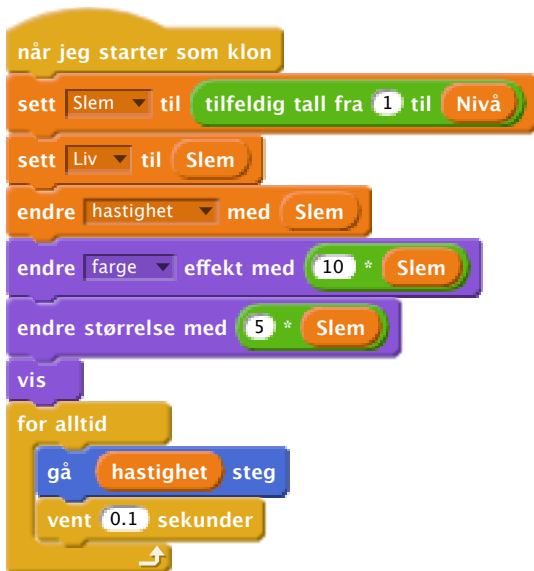 når jeg starter som klon
sett Slem til tilfeldig tall fra 1 til Nivå
sett Liv til Slem
endre hastighet med Slem
endre farge effekt med 10 * Slem
endre størrelse med 5 * Slem
vis
for alltid
gå hastighet steg
vent 0.1 sekunder